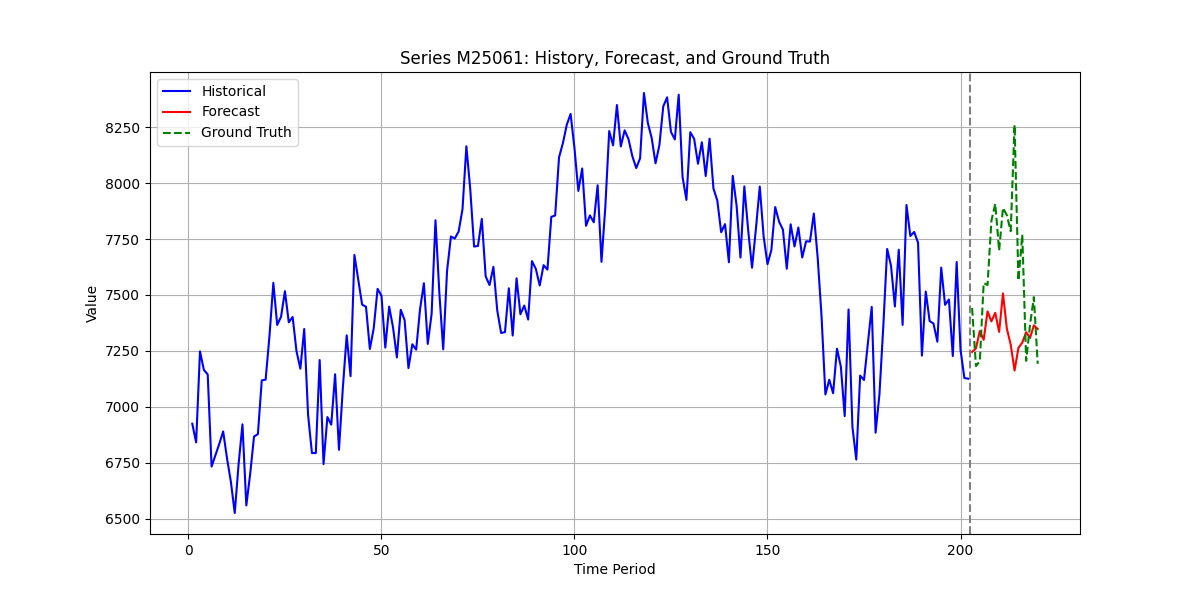 Series M25061: History, Forecast, and Ground Truth
Historical
Forecast
Ground Truth
8250
8000
7750
7500
7250
7000
6750
6500
Value
0 50 100 150 200
Time Period